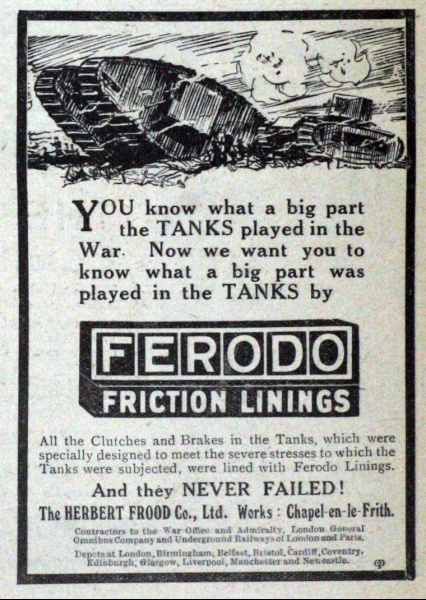 YOU know what a big part
the TANKS played in the
War. Now we want you to
know what a big part was
played in the TANKS by
FERODO
FRICTION LININGS
All the Clutches and Brakes in the Tanks, which were
specially designed to meet the severe stresses to which the
Tanks were subjected, were lined with Ferodo Linings.
And they NEVER FAILED!
The HERBERT FROOD Co., Ltd. Works: Chapel-en-le-Frith.
Contractors to the War Office and Admiralty, London General
Omnibus Company and Underground Railways of London and Paris.
Depots at London, Birmingham, Belfast, Bristol, Cardiff, Coventry,
Edinburgh, Glasgow, Liverpool, Manchester and Newcastle.